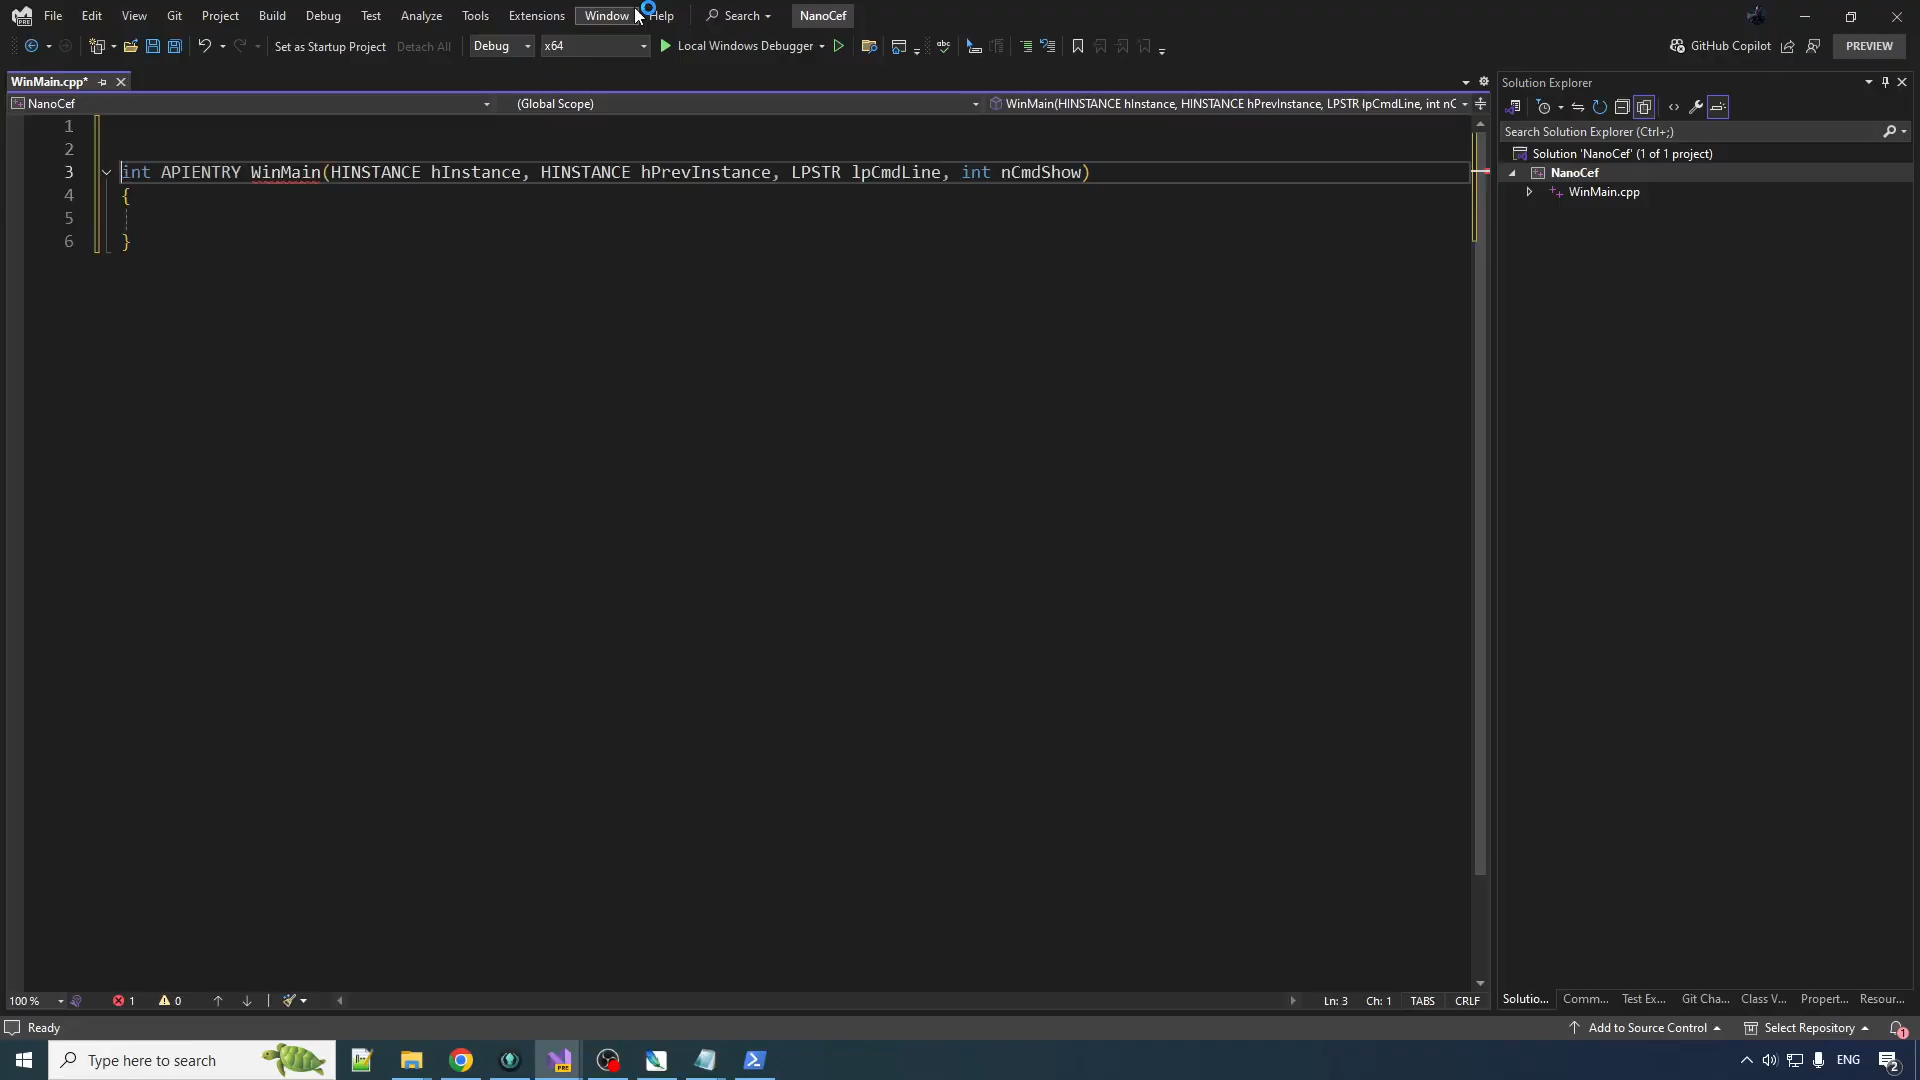 File Edit View Git Project Build Debug Test Analyze Tools Extensions Window Help Search NanoCef
Set as Startup Project Detach All Debug x64 Local Windows Debugger GitHub Copilot PREVIEW
WinMain.cpp*
NanoCef (Global Scope) WinMain(HINSTANCE hInstance, HINSTANCE hPrevInstance, LPSTR lpCmdLine, int nC
1
2
3 int APIENTRY WinMain(HINSTANCE hInstance, HINSTANCE hPrevInstance, LPSTR lpCmdLine, int nCmdShow)
4 {
5
6 }
Solution Explorer
Search Solution Explorer (Ctrl+;)
Solution 'NanoCef' (1 of 1 project)
NanoCef
WinMain.cpp
100 % 1 0 Ln: 3 Ch: 1 TABS CRLF
Solutio... Comm... Test Ex... Git Cha... Class V... Propert... Resour...
Ready Add to Source Control Select Repository 1
Type here to search PRE ENG 2